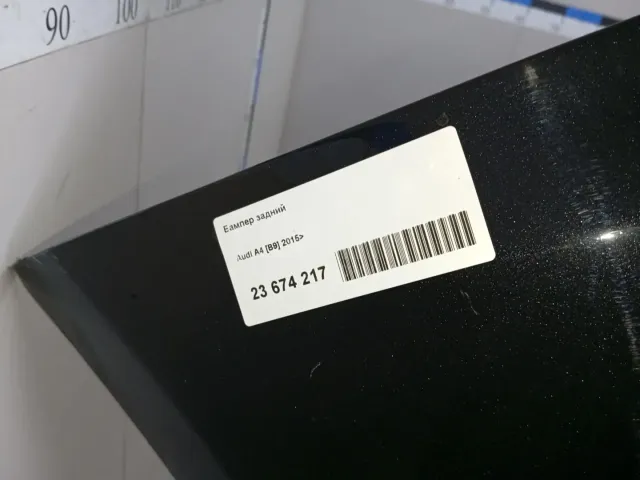 90
100
Бампер задний
Audi A4 [B9] 2015>
23 674 217